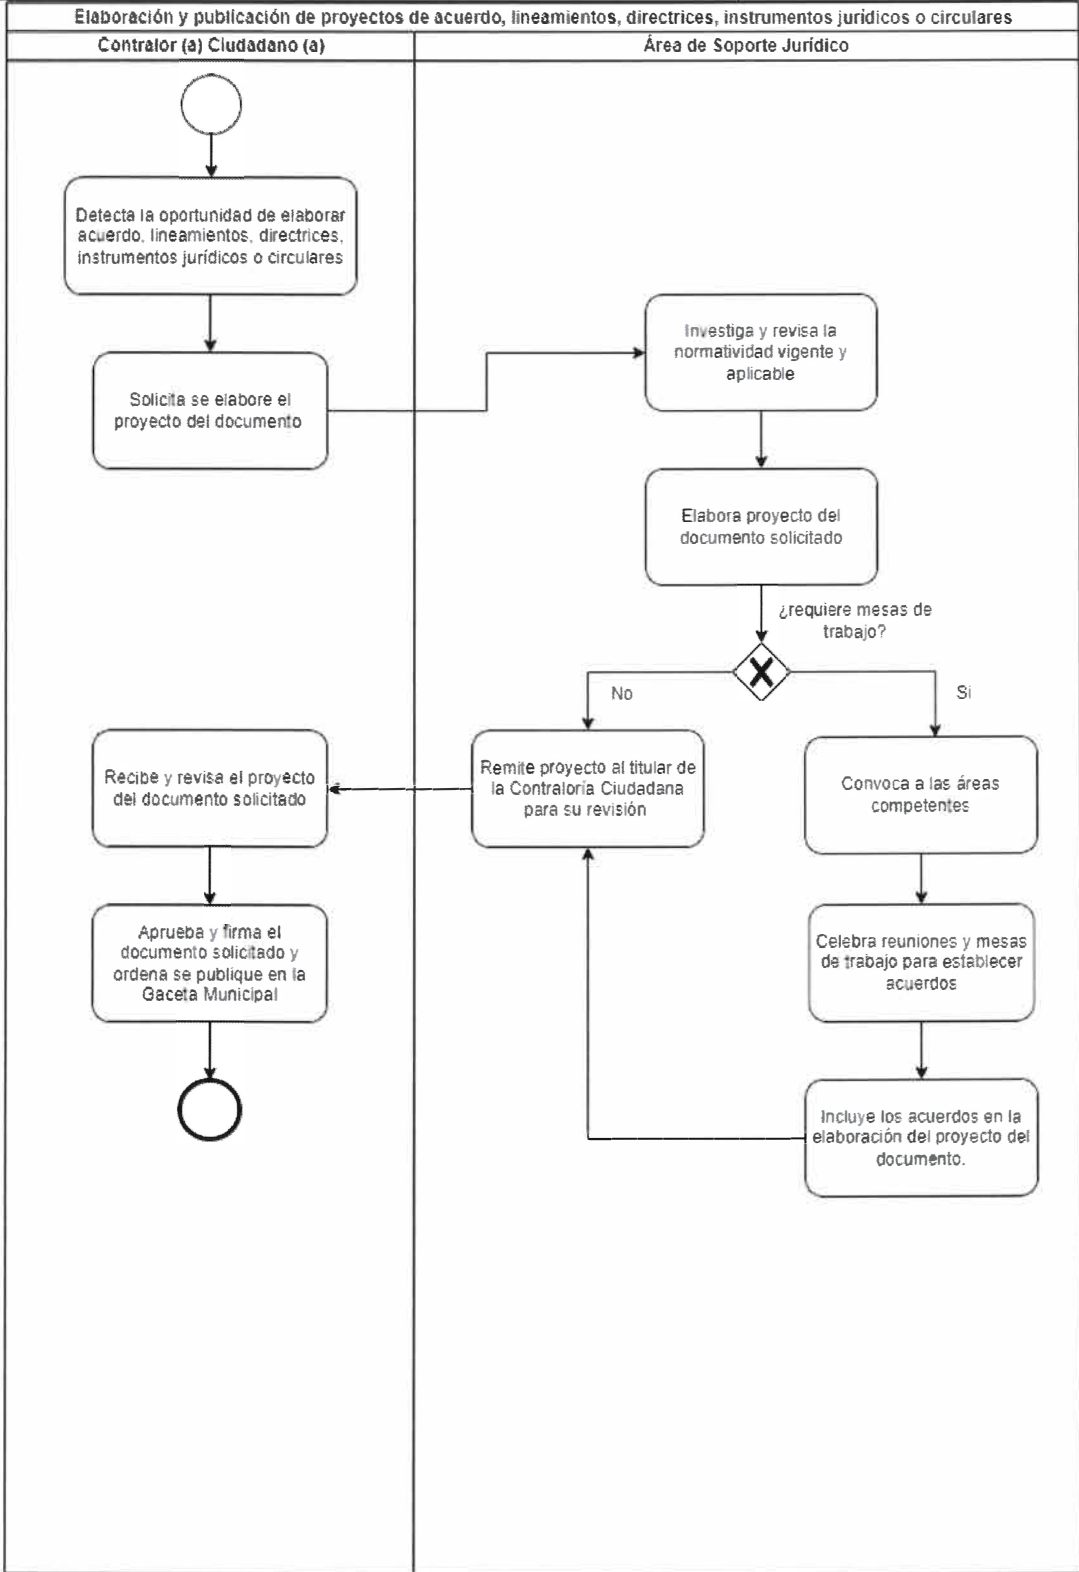 Elaboración y publicación de proyectos de acuerdo, lineamientos, directrices, instrumentos jurídicos o circulares
Contralor (a) Ciudadano (a)
Área de Soporte Jurídico
Detecta la oportunidad de elaborar
acuerdo, lineamientos, directrices,
instrumentos jurídicos o circulares
Solicita se elabore el
proyecto del documento
Investiga y revisa la
normatividad vigente y
aplicable
Elabora proyecto del
documento solicitado
¿requiere mesas de
trabajo?
No
Si
Remite proyecto al titular de
la Contraloría Ciudadana
para su revisión
Convoca a las áreas
competentes
Recibe y revisa el proyecto
del documento solicitado
Celebra reuniones y mesas
de trabajo para establecer
acuerdos
Aprueba y firma el
documento solicitado y
ordena se publique en la
Gaceta Municipal
Incluye los acuerdos en la
elaboración del proyecto del
documento.